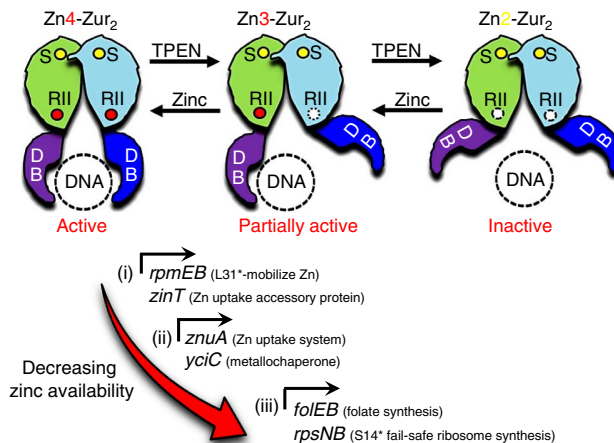 Zn4-Zur2 Zn3-Zur2 Zn2-Zur2
S S TPEN S S TPEN S S
RII RII Zinc RII RII Zinc RII RII
DB DB DB DB DB DB
DNA DNA DNA
Active Partially active Inactive
(i) rpmEB (L31*-mobilize Zn)
zinT (Zn uptake accessory protein)
(ii) znuA (Zn uptake system)
yciC (metallochaperone)
Decreasing
zinc availability
(iii) folEB (folate synthesis)
rpsNB (S14* fail-safe ribosome synthesis)